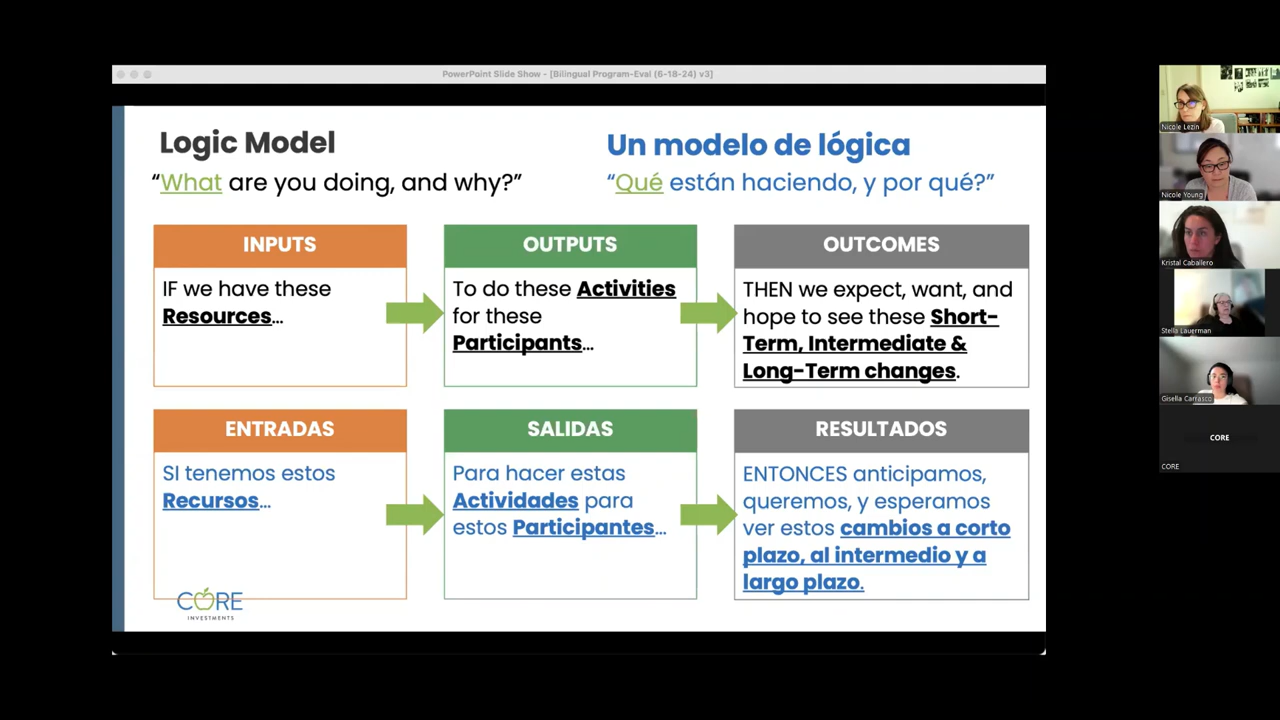 PowerPoint Slide Show - [Bilingual Program-Eval (6-18-24) v3]
Logic Model
“What are you doing, and why?”
Un modelo de lógica
“Qué están haciendo, y por qué?”
INPUTS
IF we have these
Resources…
OUTPUTS
To do these Activities
for these
Participants…
OUTCOMES
THEN we expect, want, and
hope to see these Short-
Term, Intermediate &
Long-Term changes.
ENTRADAS
SI tenemos estos
Recursos…
SALIDAS
Para hacer estas
Actividades para
estos Participantes…
RESULTADOS
ENTONCES anticipamos,
queremos, y esperamos
ver estos cambios a corto
plazo, al intermedio y a
largo plazo.
CORE
INVESTMENTS
Nicole Lezin
Nicole Young
Kristal Caballero
Stella Lauerman
Gisella Carrasco
CORE
CORE